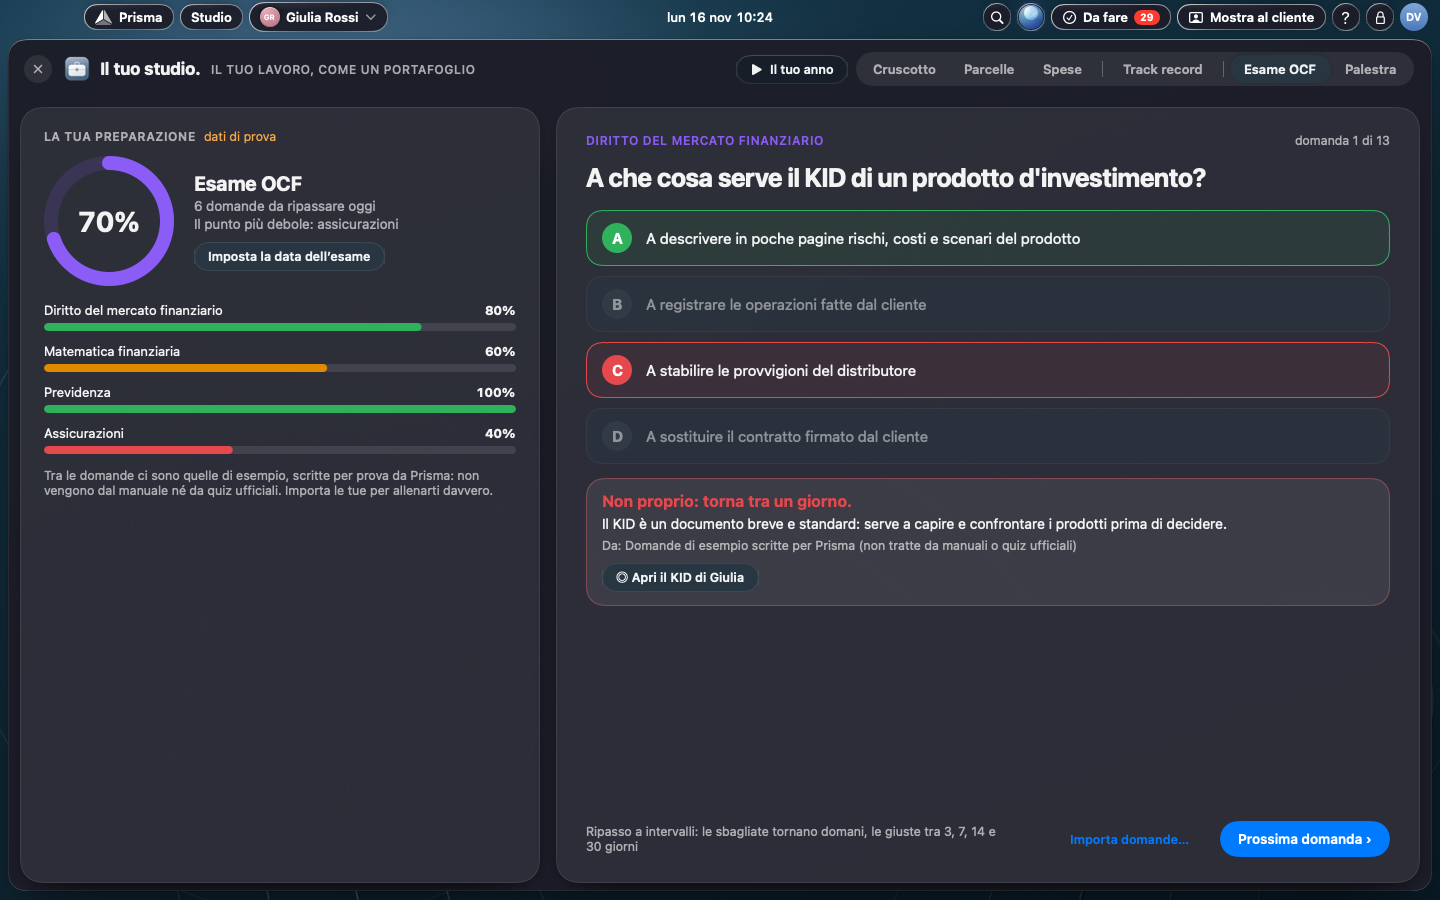 Prisma
Studio
GR
Giulia Rossi
lun 16 nov 10:24
Da fare
29
Mostra al cliente
?
DV
Il tuo studio.
IL TUO LAVORO, COME UN PORTAFOGLIO
Il tuo anno
Cruscotto
Parcelle
Spese
Track record
Esame OCF
Palestra
LA TUA PREPARAZIONE dati di prova
70%
Esame OCF
6 domande da ripassare oggi
Il punto più debole: assicurazioni
Imposta la data dell'esame
Diritto del mercato finanziario 80%
Matematica finanziaria 60%
Previdenza 100%
Assicurazioni 40%
Tra le domande ci sono quelle di esempio, scritte per prova da Prisma: non
vengono dal manuale né da quiz ufficiali. Importa le tue per allenarti davvero.
DIRITTO DEL MERCATO FINANZIARIO
domanda 1 di 13
A che cosa serve il KID di un prodotto d'investimento?
A A descrivere in poche pagine rischi, costi e scenari del prodotto
B A registrare le operazioni fatte dal cliente
C A stabilire le provvigioni del distributore
D A sostituire il contratto firmato dal cliente
Non proprio: torna tra un giorno.
Il KID è un documento breve e standard: serve a capire e confrontare i prodotti prima di decidere.
Da: Domande di esempio scritte per Prisma (non tratte da manuali o quiz ufficiali)
Apri il KID di Giulia
Ripasso a intervalli: le sbagliate tornano domani, le giuste tra 3, 7, 14 e
30 giorni
Importa domande...
Prossima domanda ›